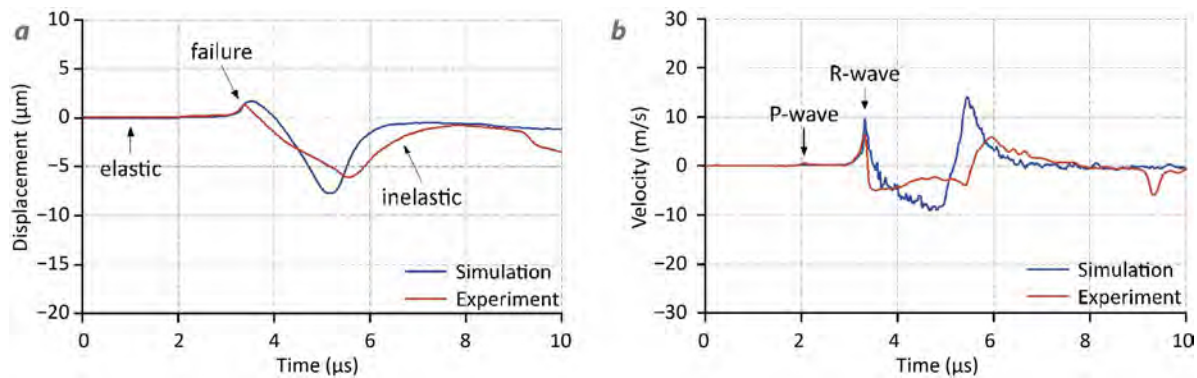 a
Displacement (μm)
10
5
0
−5
−10
−15
−20
failure
elastic
inelastic
Simulation
Experiment
0 2 4 6 8 10
Time (μs)
b
Velocity (m/s)
30
20
10
0
−10
−20
−30
R-wave
P-wave
Simulation
Experiment
0 2 4 6 8 10
Time (μs)